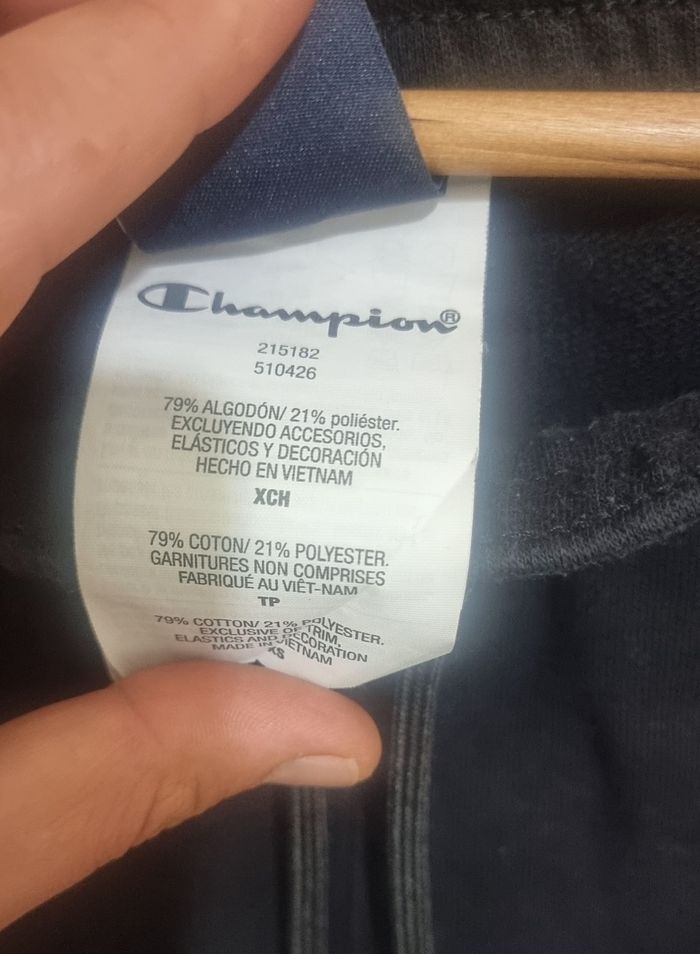 Champion®
215182
510426
79% ALGODÓN/ 21% poliéster.
EXCLUYENDO ACCESORIOS,
ELÁSTICOS Y DECORACIÓN
HECHO EN VIETNAM
XCH
79% COTON/ 21% POLYESTER.
GARNITURES NON COMPRISES
FABRIQUÉ AU VIÊT-NAM
TP
79% COTTON/ 21% POLYESTER.
EXCLUSIVE OF TRIM,
ELASTICS AND DECORATION
MADE IN VIETNAM
XS